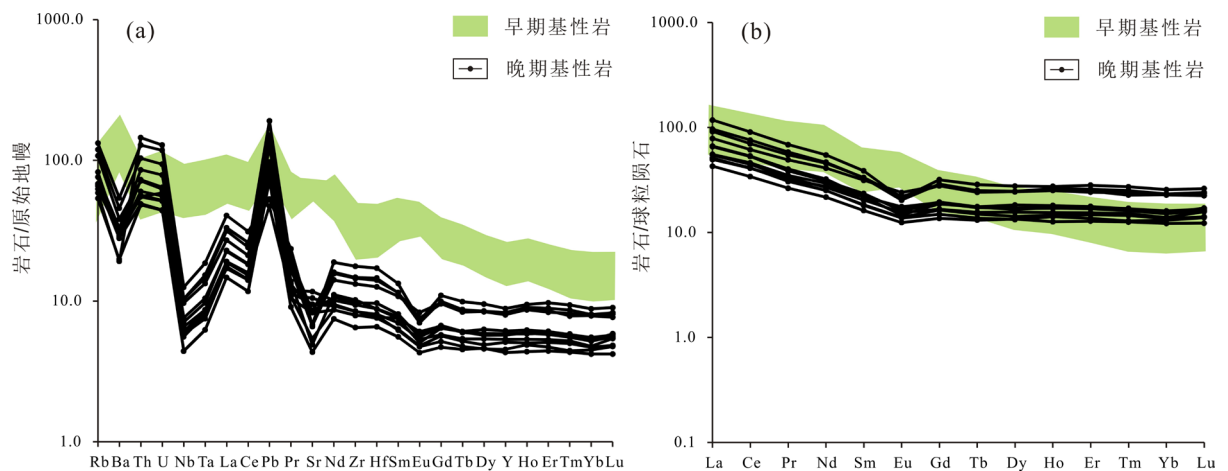 (a)
早期基性岩
晚期基性岩
岩石/原始地幔
1000.0
100.0
10.0
1.0
Rb Ba Th U Nb Ta La Ce Pb Pr Sr Nd Zr Hf Sm Eu Gd Tb Dy Y Ho Er Tm Yb Lu
(b)
早期基性岩
晚期基性岩
岩石/球粒陨石
1000.0
100.0
10.0
1.0
0.1
La Ce Pr Nd Sm Eu Gd Tb Dy Ho Er Tm Yb Lu